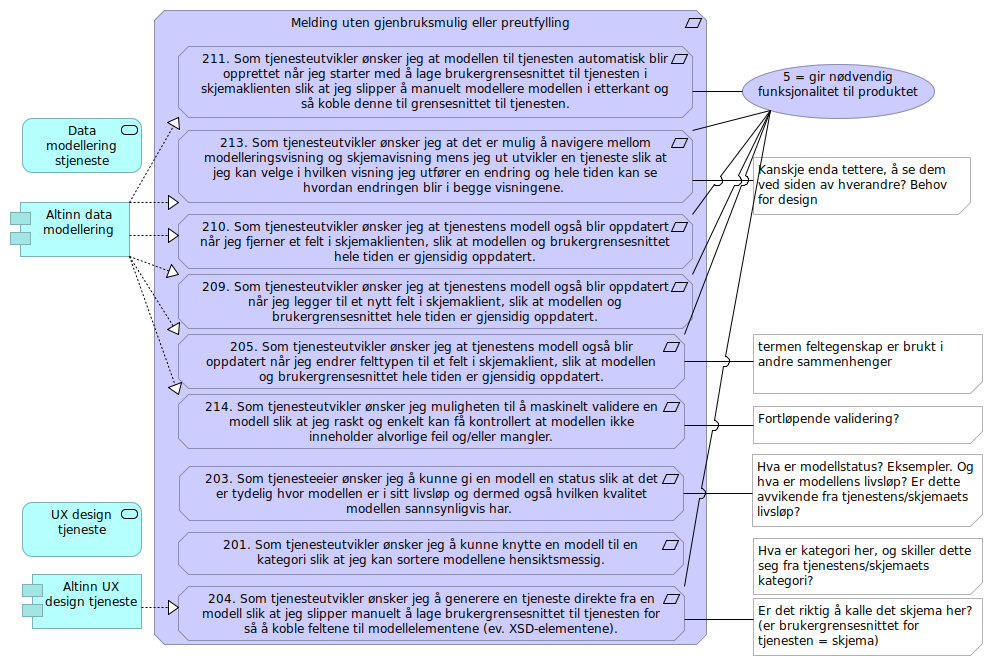 Melding uten gjenbruksmulig eller preutfylling
211. Som tjenesteutvikler ønsker jeg at modellen til tjenesten automatisk blir
opprettet når jeg starter med å lage brukergrensesnittet til tjenesten i
skjemaklienten slik at jeg slipper å manuelt modellere modellen i etterkant og
så koble denne til grensesnittet til tjenesten.
5 = gir nødvendig
funksjonalitet til produktet
Data
modellering
stjeneste
213. Som tjenesteutvikler ønsker jeg at det er mulig å navigere mellom
modelleringsvisning og skjemavisning mens jeg ut utvikler en tjeneste slik at
jeg kan velge i hvilken visning jeg utfører en endring og hele tiden kan se
hvordan endringen blir i begge visningene.
Kanskje enda tettere, å se dem
ved siden av hverandre? Behov
for design
Altinn data
modellering
210. Som tjenesteutvikler ønsker jeg at tjenestens modell også blir oppdatert
når jeg fjerner et felt i skjemaklienten, slik at modellen og brukergrensesnittet
hele tiden er gjensidig oppdatert.
209. Som tjenesteutvikler ønsker jeg at tjenestens modell også blir oppdatert
når jeg legger til et nytt felt i skjemaklient, slik at modellen og
brukergrensesnittet hele tiden er gjensidig oppdatert.
205. Som tjenesteutvikler ønsker jeg at tjenestens modell også blir
oppdatert når jeg endrer felttypen til et felt i skjemaklient, slik at modellen
og brukergrensesnittet hele tiden er gjensidig oppdatert.
termen feltegenskap er brukt i
andre sammenhenger
214. Som tjenesteutvikler ønsker jeg muligheten til å maskinelt validere en
modell slik at jeg raskt og enkelt kan få kontrollert at modellen ikke
inneholder alvorlige feil og/eller mangler.
Fortløpende validering?
203. Som tjenesteeier ønsker jeg å kunne gi en modell en status slik at det
er tydelig hvor modellen er i sitt livsløp og dermed også hvilken kvalitet
modellen sannsynligvis har.
Hva er modellstatus? Eksempler. Og
hva er modellens livsløp? Er dette
avvikende fra tjenestens/skjemaets
livsløp?
UX design
tjeneste
201. Som tjenesteutvikler ønsker jeg å kunne knytte en modell til en
kategori slik at jeg kan sortere modellene hensiktsmessig.
Hva er kategori her, og skiller dette
seg fra tjenestens/skjemaets
kategori?
Altinn UX
design tjeneste
204. Som tjenesteutvikler ønsker jeg å generere en tjeneste direkte fra en
modell slik at jeg slipper manuelt å lage brukergrensesnittet til tjenesten for
så å koble feltene til modellelementene (ev. XSD-elementene).
Er det riktig å kalle det skjema her?
(er brukergrensesnittet for
tjenesten = skjema)